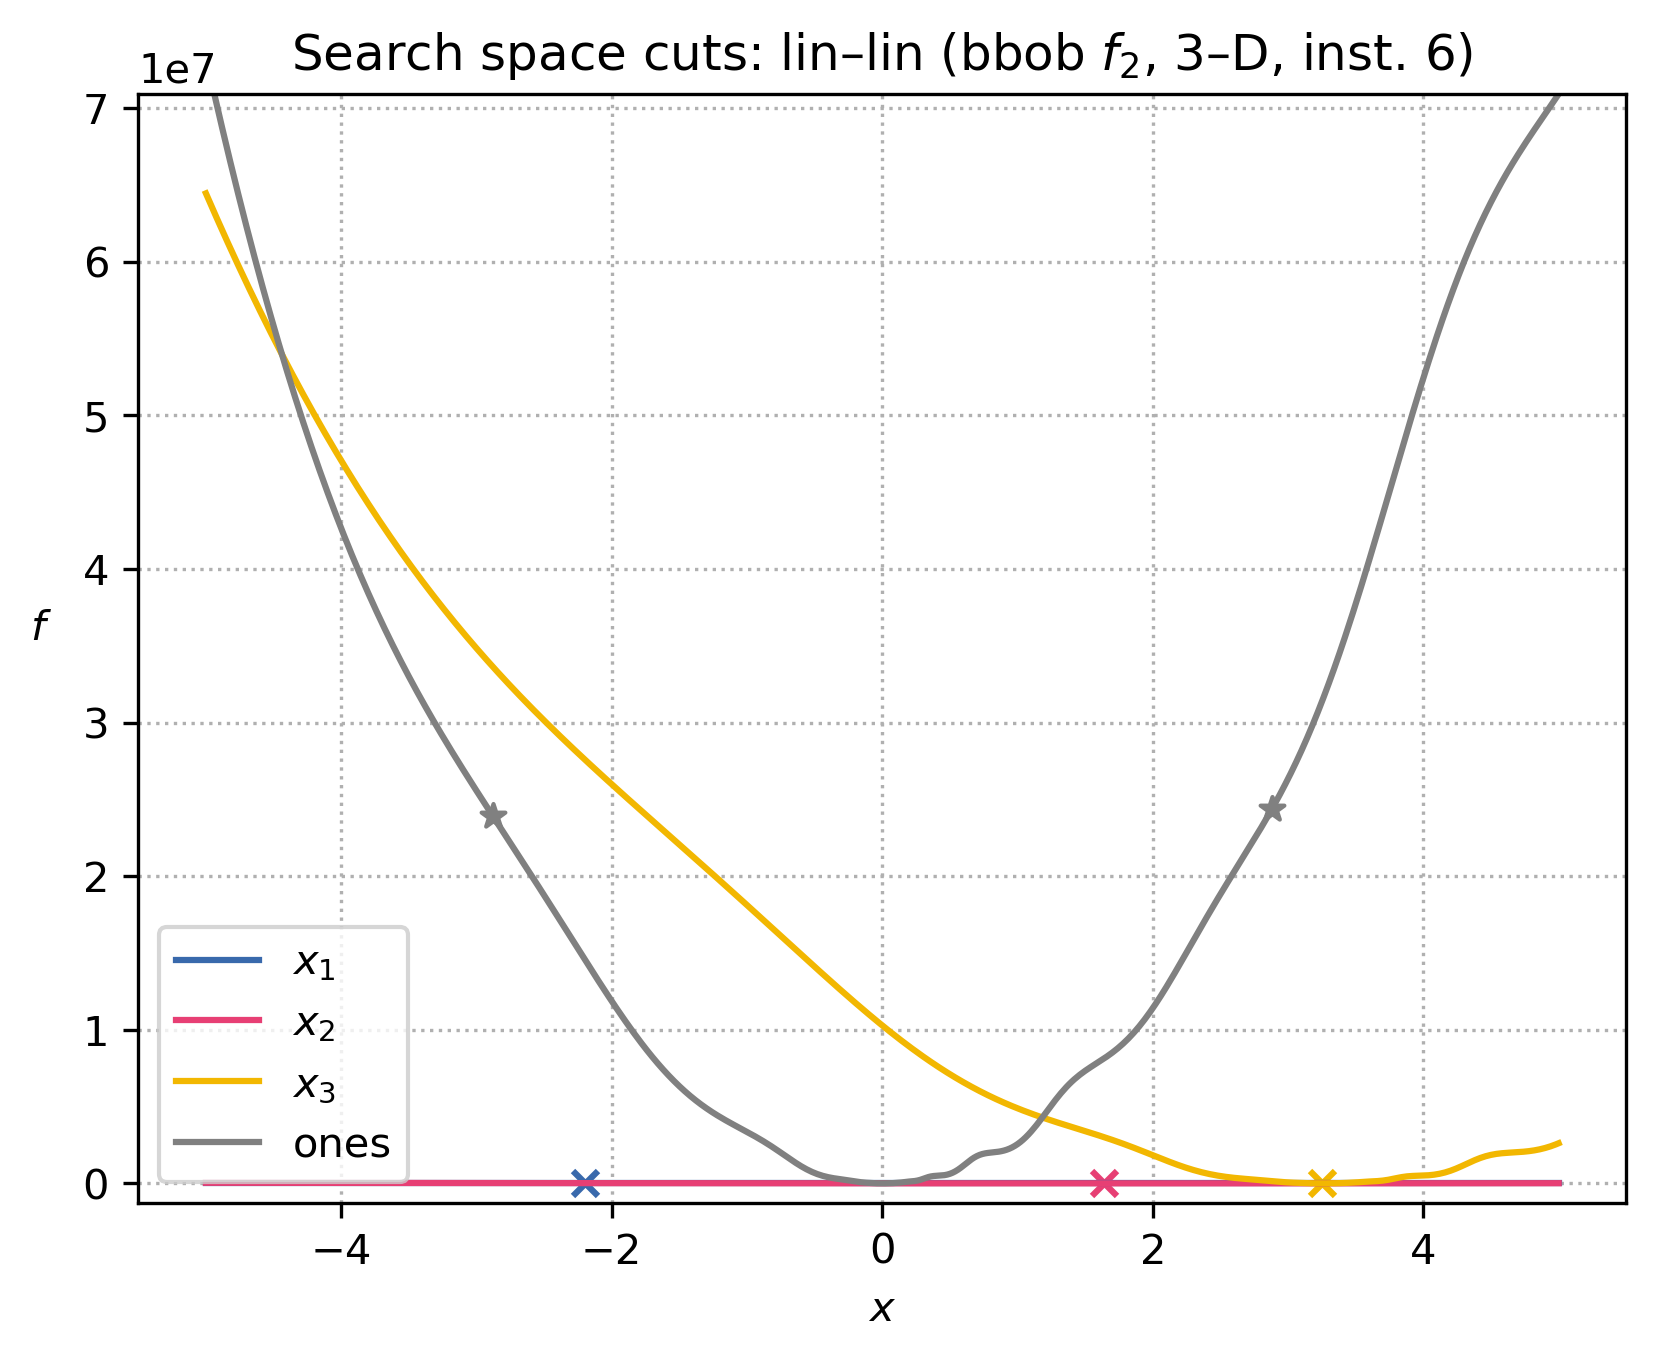 Search space cuts: lin–lin (bbob f₂, 3–D, inst. 6)
1e7
7
6
5
4
3
2
1
0
f
x₁
x₂
x₃
ones
−4 −2 0 2 4
x